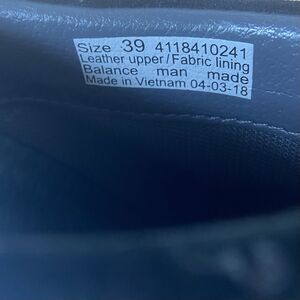 Size 39 4118410241
Leather upper/Fabric lining
Balance man made
Made in Vietnam 04-03-18